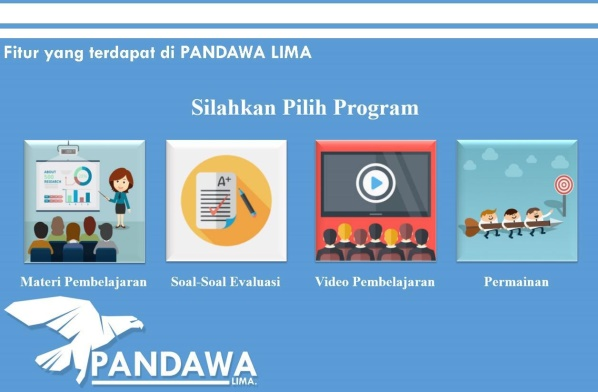 Fitur yang terdapat di PANDAWA LIMA
Silahkan Pilih Program
A+
Materi Pembelajaran
Soal-Soal Evaluasi
Video Pembelajaran
Permainan
PANDAWA
LIMA.